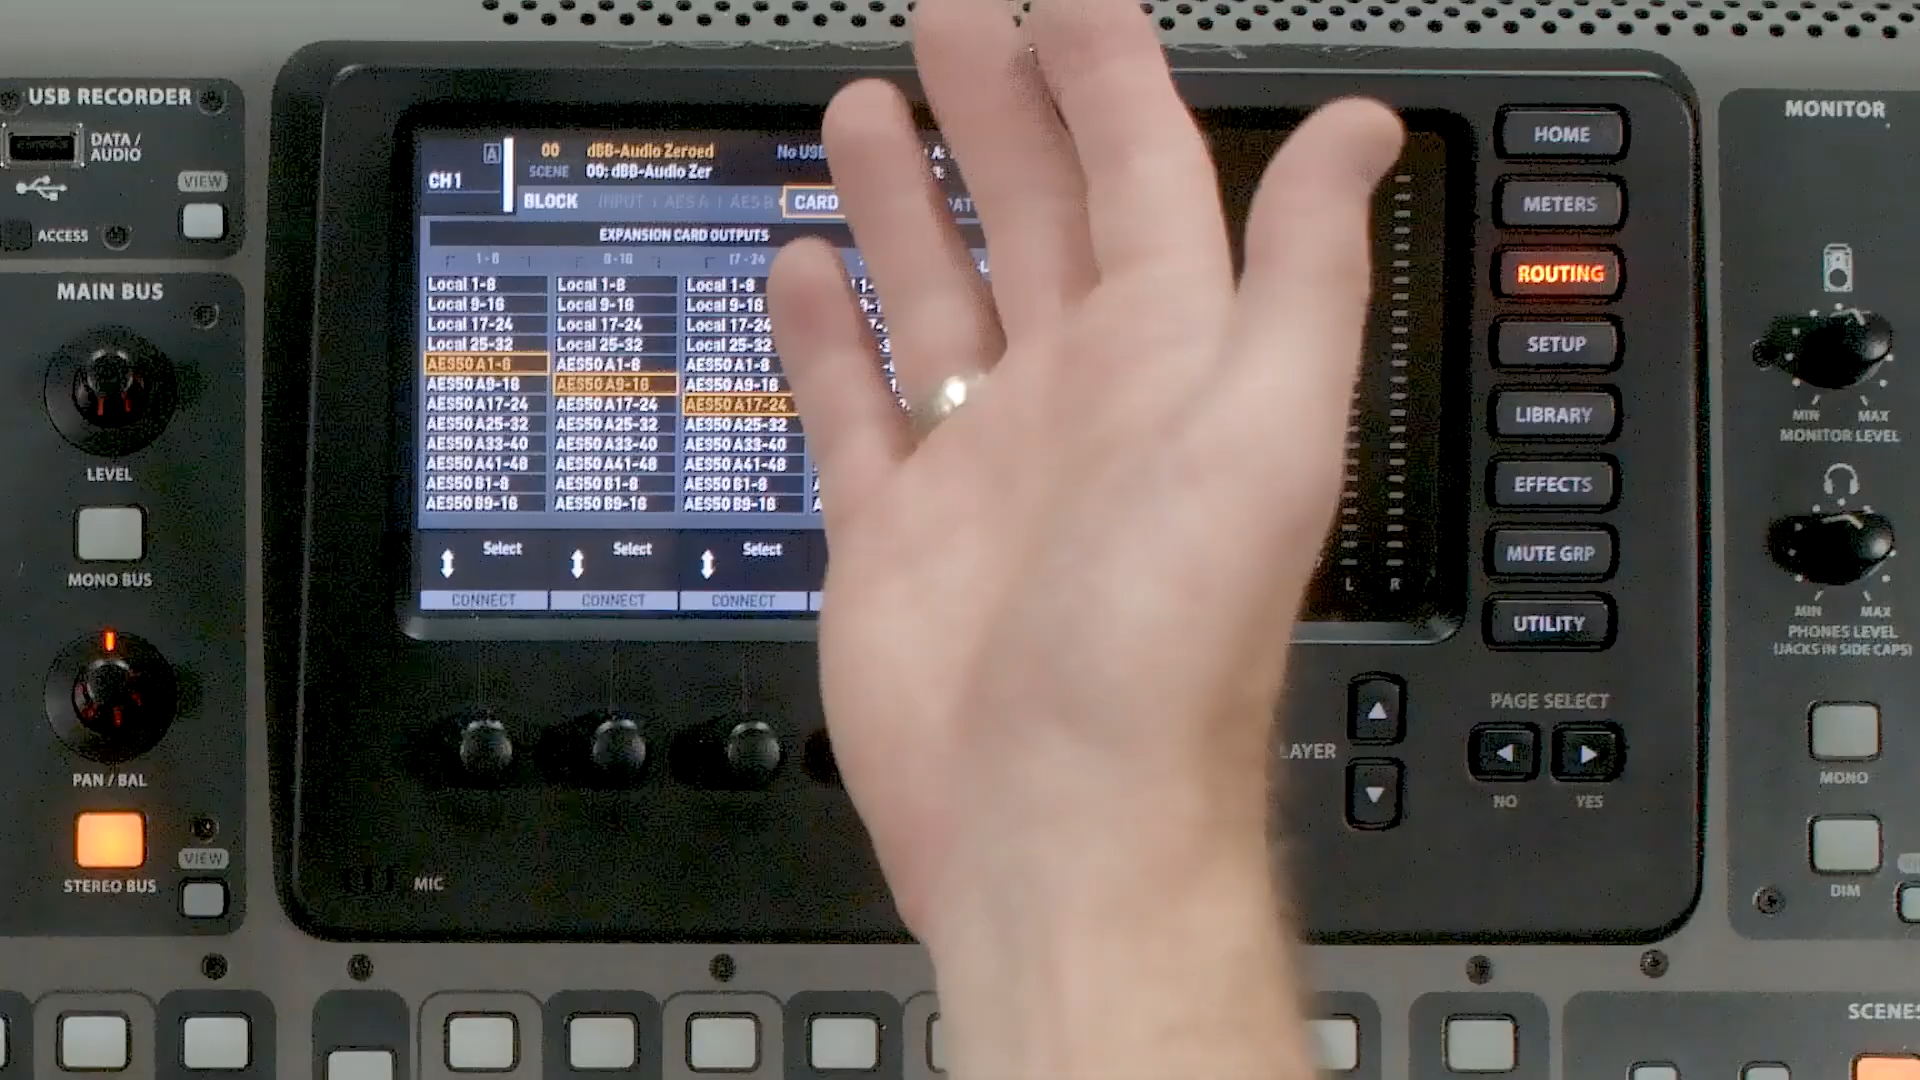 USB RECORDER
DATA /
AUDIO
VIEW
ACCESS
MAIN BUS
LEVEL
MONO BUS
PAN / BAL
VIEW
STEREO BUS
A
CH1
00 dBB-Audio Zeroed No USB A:
SCENE 00: dBB-Audio Zer
BLOCK INPUT AES A AES B CARD
EXPANSION CARD OUTPUTS
1-8 9-16 17-24
Local 1-8 Local 1-8 Local 1-8
Local 9-16 Local 9-16 Local 9-16
Local 17-24 Local 17-24 Local 17-24
Local 25-32 Local 25-32 Local 25-32
AES50 A1-8 AES50 A1-8 AES50 A1-8
AES50 A9-16 AES50 A9-16 AES50 A9-16
AES50 A17-24 AES50 A17-24 AES50 A17-24
AES50 A25-32 AES50 A25-32 AES50 A25-32
AES50 A33-40 AES50 A33-40 AES50 A33-40
AES50 A41-48 AES50 A41-48 AES50 A41-48
AES50 B1-8 AES50 B1-8 AES50 B1-8
AES50 B9-16 AES50 B9-16 AES50 B9-16
Select Select Select
CONNECT CONNECT CONNECT
L R
MIC
HOME
METERS
ROUTING
SETUP
LIBRARY
EFFECTS
MUTE GRP
UTILITY
LAYER
PAGE SELECT
NO YES
MONITOR
MIN MAX
MONITOR LEVEL
MIN MAX
PHONES LEVEL
(JACKS IN SIDE CAPS)
MONO
DIM
SCENES